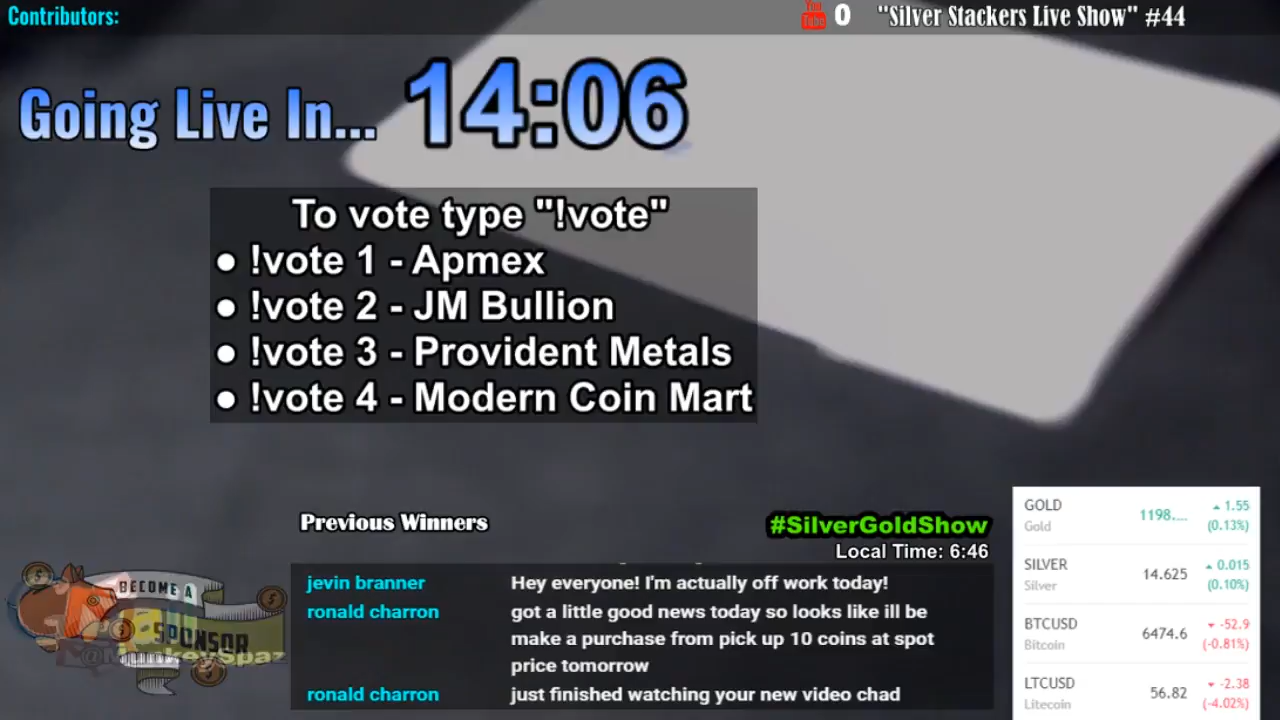 Contributors:
You Tube 0 "Silver Stackers Live Show" #44
Going Live In... 14:06
To vote type "!vote"
● !vote 1 - Apmex
● !vote 2 - JM Bullion
● !vote 3 - Provident Metals
● !vote 4 - Modern Coin Mart
Previous Winners
#SilverGoldShow
Local Time: 6:46
jevin branner Hey everyone! I'm actually off work today!
ronald charron got a little good news today so looks like ill be
make a purchase from pick up 10 coins at spot
price tomorrow
ronald charron just finished watching your new video chad
BECOME A
SPONSOR
@MunkeySpaz
GOLD 1198.... ▲ 1.55
Gold (0.13%)
SILVER 14.625 ▲ 0.015
Silver (0.10%)
BTCUSD 6474.6 ▼ -52.9
Bitcoin (-0.81%)
LTCUSD 56.82 ▼ -2.38
Litecoin (-4.02%)